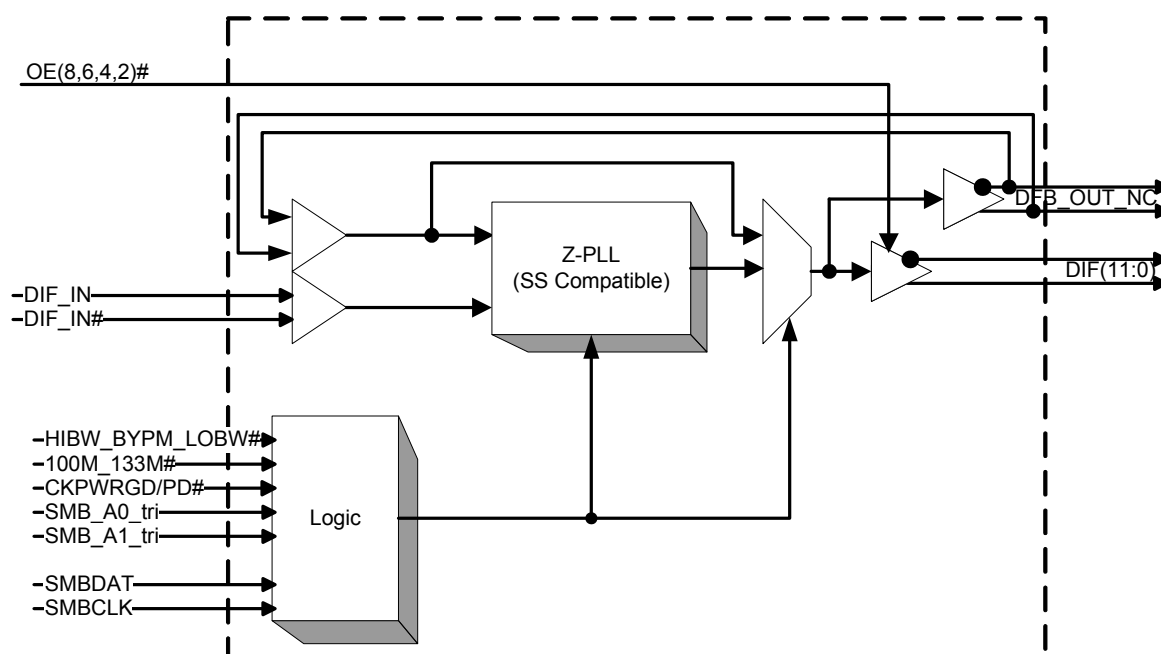 OE(8,6,4,2)#
DFB_OUT_NC
Z-PLL
(SS Compatible)
DIF(11:0)
DIF_IN
DIF_IN#
HIBW_BYPM_LOBW#
100M_133M#
CKPWRGD/PD#
SMB_A0_tri
SMB_A1_tri
Logic
SMBDAT
SMBCLK